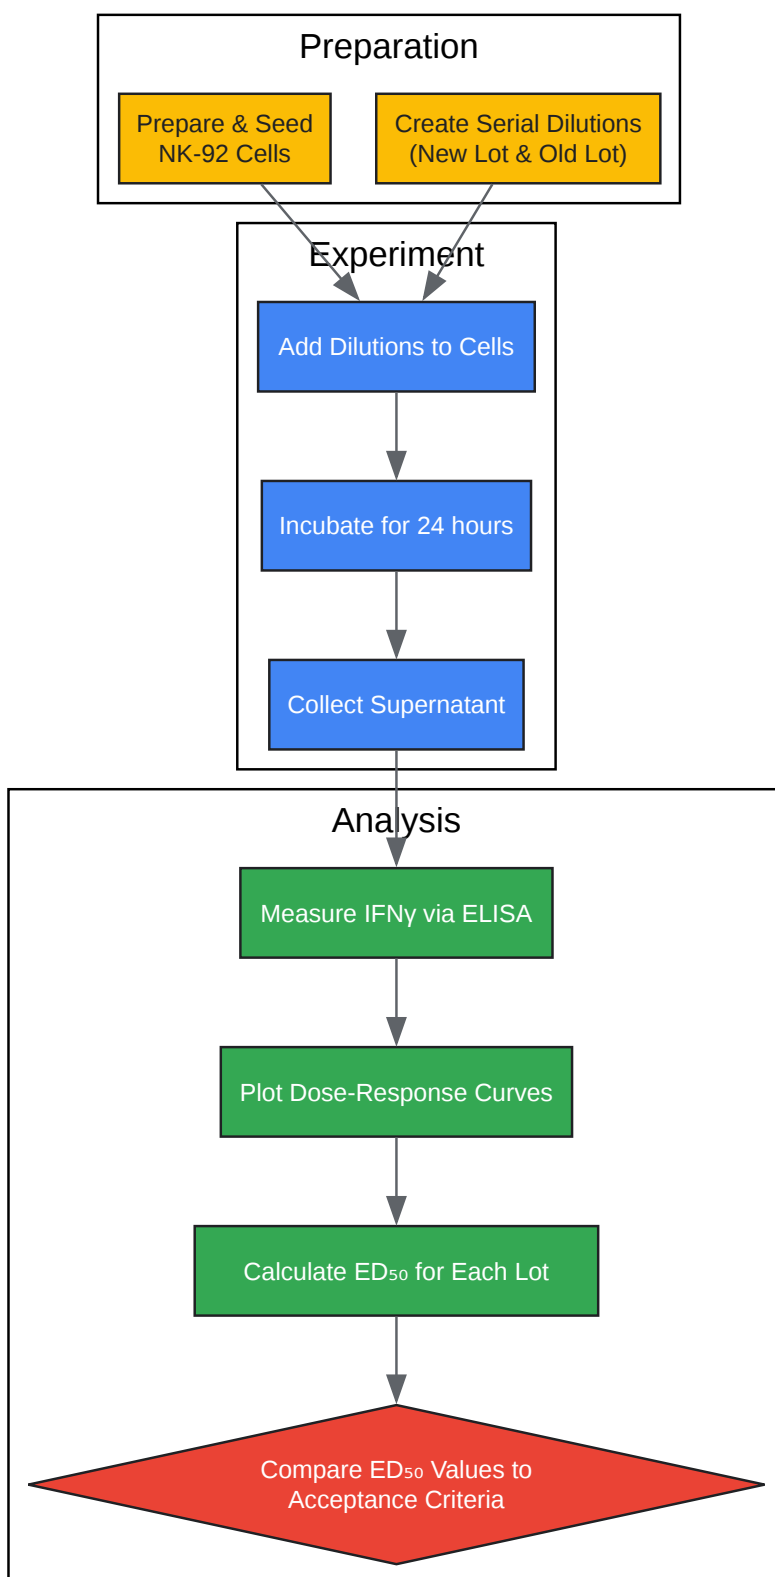 Preparation
Prepare & Seed
NK-92 Cells
Create Serial Dilutions
(New Lot & Old Lot)
Experiment
Add Dilutions to Cells
Incubate for 24 hours
Collect Supernatant
Analysis
Measure IFNγ via ELISA
Plot Dose-Response Curves
Calculate ED₅₀ for Each Lot
Compare ED₅₀ Values to
Acceptance Criteria